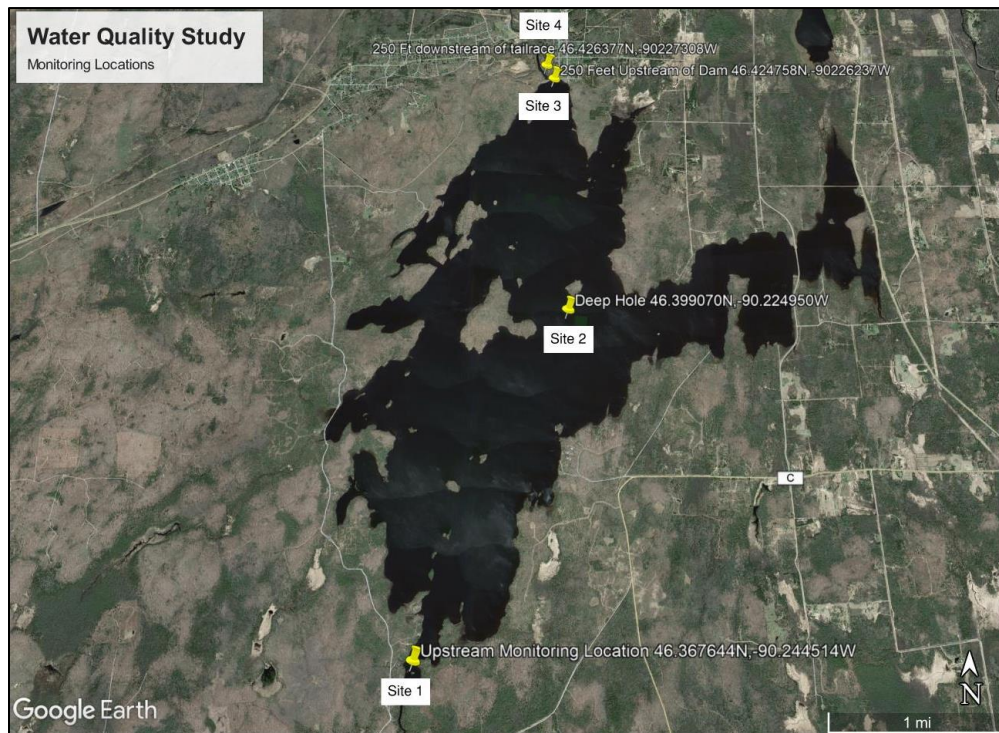 Water Quality Study
Monitoring Locations
Site 4
250 Ft downstream of tailrace 46.426377N,-90227308W
250 Feet Upstream of Dam 46.424758N,-90226237W
Site 3
Deep Hole 46.399070N,-90.224950W
Site 2
C
Upstream Monitoring Location 46.367644N,-90.244514W
Site 1
Google Earth
N
1 mi